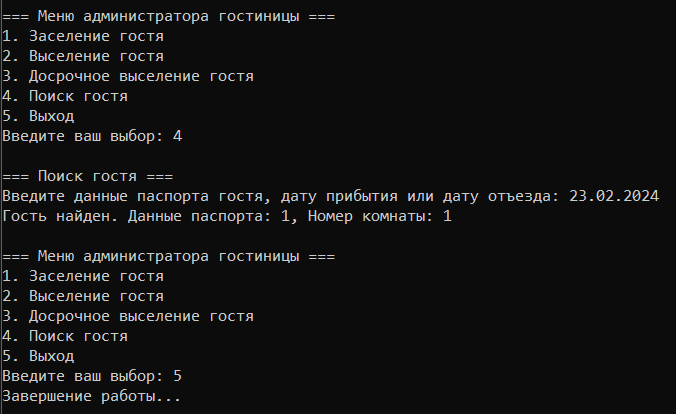 === Меню администратора гостиницы ===
1. Заселение гостя
2. Выселение гостя
3. Досрочное выселение гостя
4. Поиск гостя
5. Выход
Введите ваш выбор: 4
=== Поиск гостя ===
Введите данные паспорта гостя, дату прибытия или дату отъезда: 23.02.2024
Гость найден. Данные паспорта: 1, Номер комнаты: 1
=== Меню администратора гостиницы ===
1. Заселение гостя
2. Выселение гостя
3. Досрочное выселение гостя
4. Поиск гостя
5. Выход
Введите ваш выбор: 5
Завершение работы...